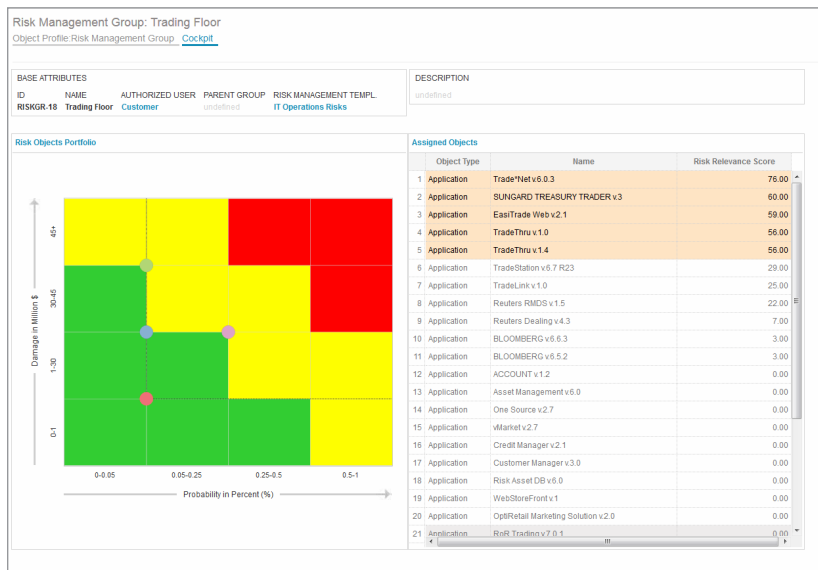 Risk Management Group: Trading Floor
Object Profile:Risk Management Group Cockpit
BASE ATTRIBUTES
ID NAME AUTHORIZED USER PARENT GROUP RISK MANAGEMENT TEMPL.
RISKGR-18 Trading Floor Customer undefined IT Operations Risks
DESCRIPTION
undefined
Risk Objects Portfolio
Damage in Million $
45+
30-45
1-30
0-1
0-0.05 0.05-0.25 0.25-0.5 0.5-1
Probability in Percent (%)
Assigned Objects
Object Type Name Risk Relevance Score
1 Application Trade*Net v.6.0.3 76.00
2 Application SUNGARD TREASURY TRADER v.3 60.00
3 Application EasiTrade Web v.2.1 59.00
4 Application TradeThru v.1.0 56.00
5 Application TradeThru v.1.4 56.00
6 Application TradeStation v.6.7 R23 29.00
7 Application TradeLink v.1.0 25.00
8 Application Reuters RMDS v.1.5 22.00
9 Application Reuters Dealing v.4.3 7.00
10 Application BLOOMBERG v.6.6.3 3.00
11 Application BLOOMBERG v.6.5.2 3.00
12 Application ACCOUNT v.1.2 0.00
13 Application Asset Management v.6.0 0.00
14 Application One Source v.2.7 0.00
15 Application vMarket v.2.7 0.00
16 Application Credit Manager v.2.1 0.00
17 Application Customer Manager v.3.0 0.00
18 Application Risk Asset DB v.6.0 0.00
19 Application WebStoreFront v.1 0.00
20 Application OptiRetail Marketing Solution v.2.0 0.00
21 Application RoR Trading v.7.0.1 0.00